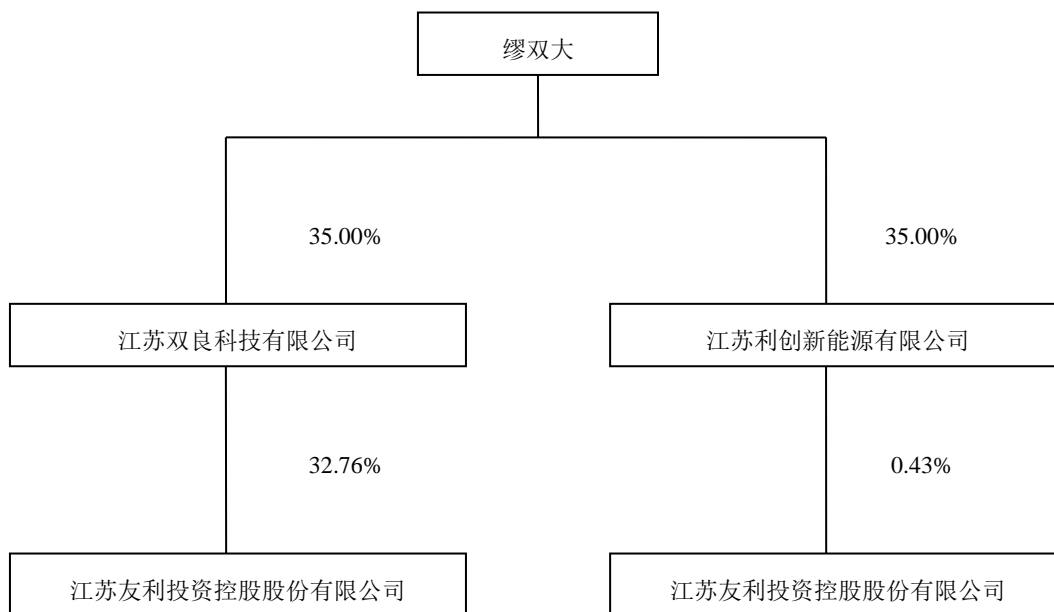 缪双大
35.00%
35.00%
江苏双良科技有限公司
江苏利创新能源有限公司
32.76%
0.43%
江苏友利投资控股股份有限公司
江苏友利投资控股股份有限公司